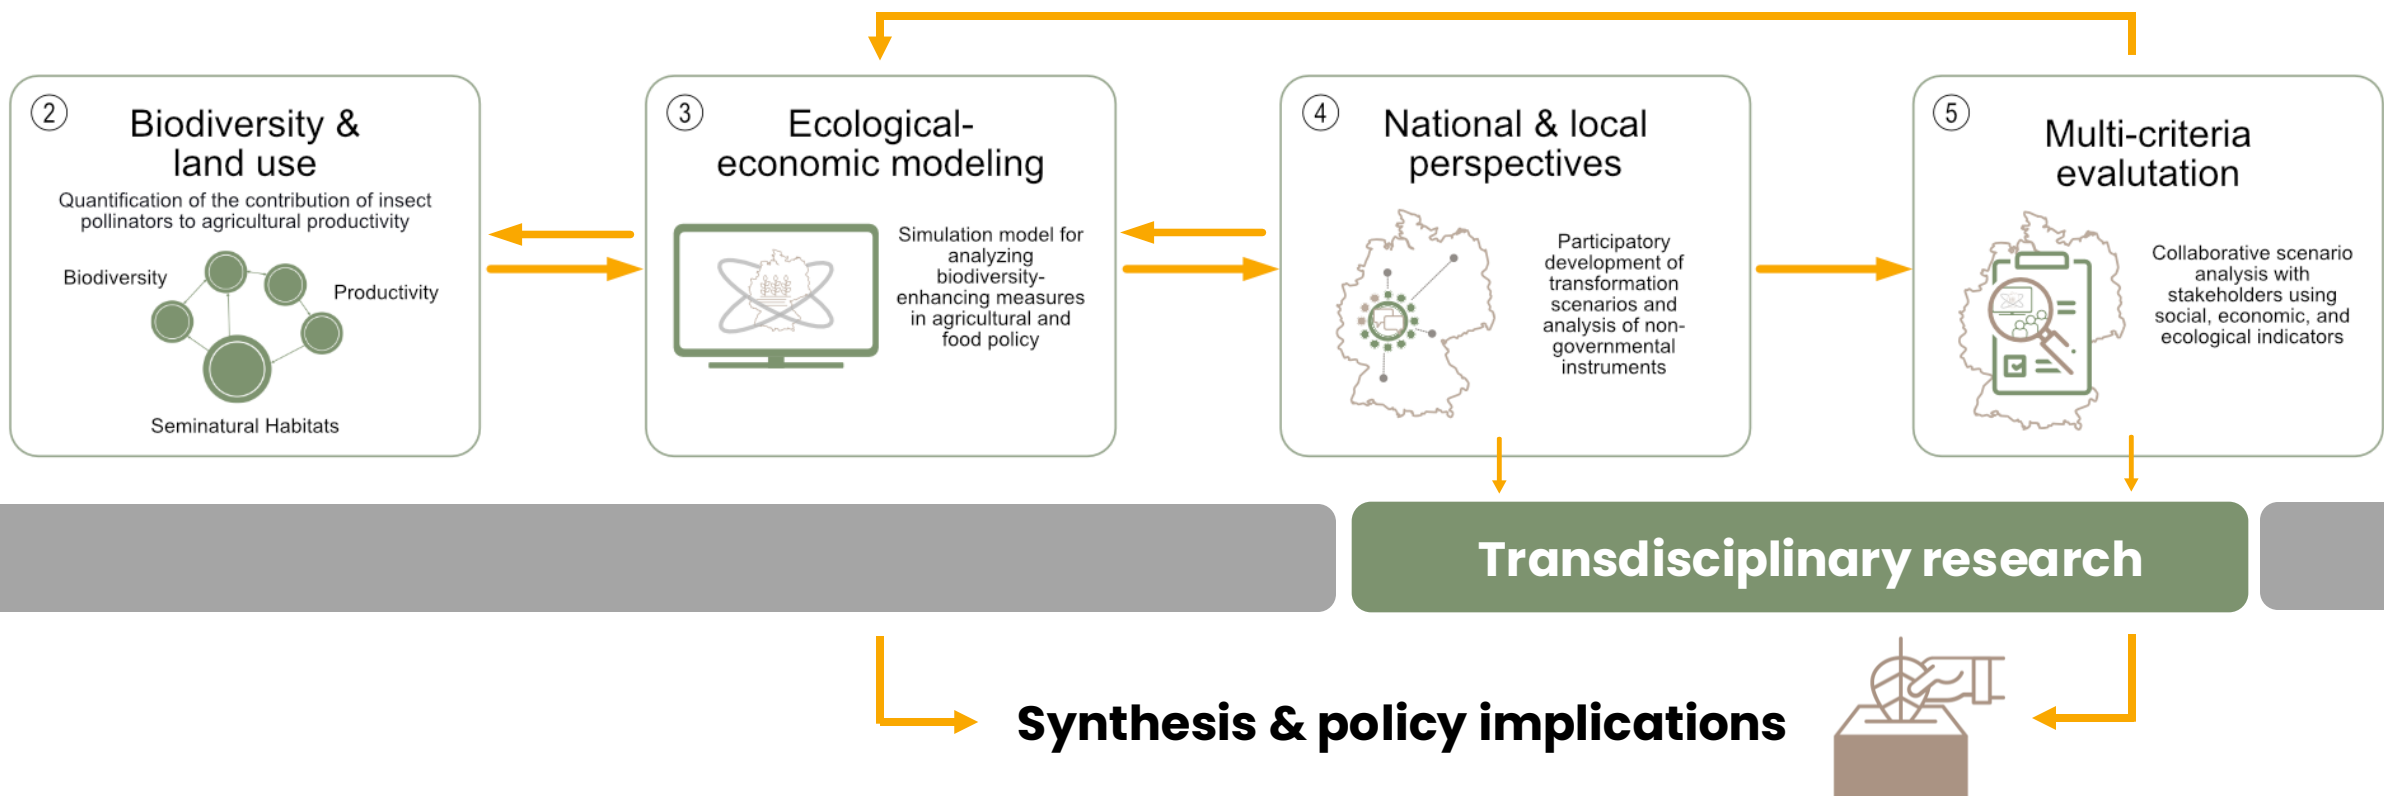 ②
Biodiversity &
land use
Quantification of the contribution of insect
pollinators to agricultural productivity
Biodiversity
Productivity
Seminatural Habitats
③
Ecological-
economic modeling
Simulation model for
analyzing
biodiversity-
enhancing measures
in agricultural and
food policy
④
National & local
perspectives
Participatory
development of
transformation
scenarios and
analysis of non-
governmental
instruments
⑤
Multi-criteria
evalutation
Collaborative scenario
analysis with
stakeholders using
social, economic, and
ecological indicators
Transdisciplinary research
Synthesis & policy implications